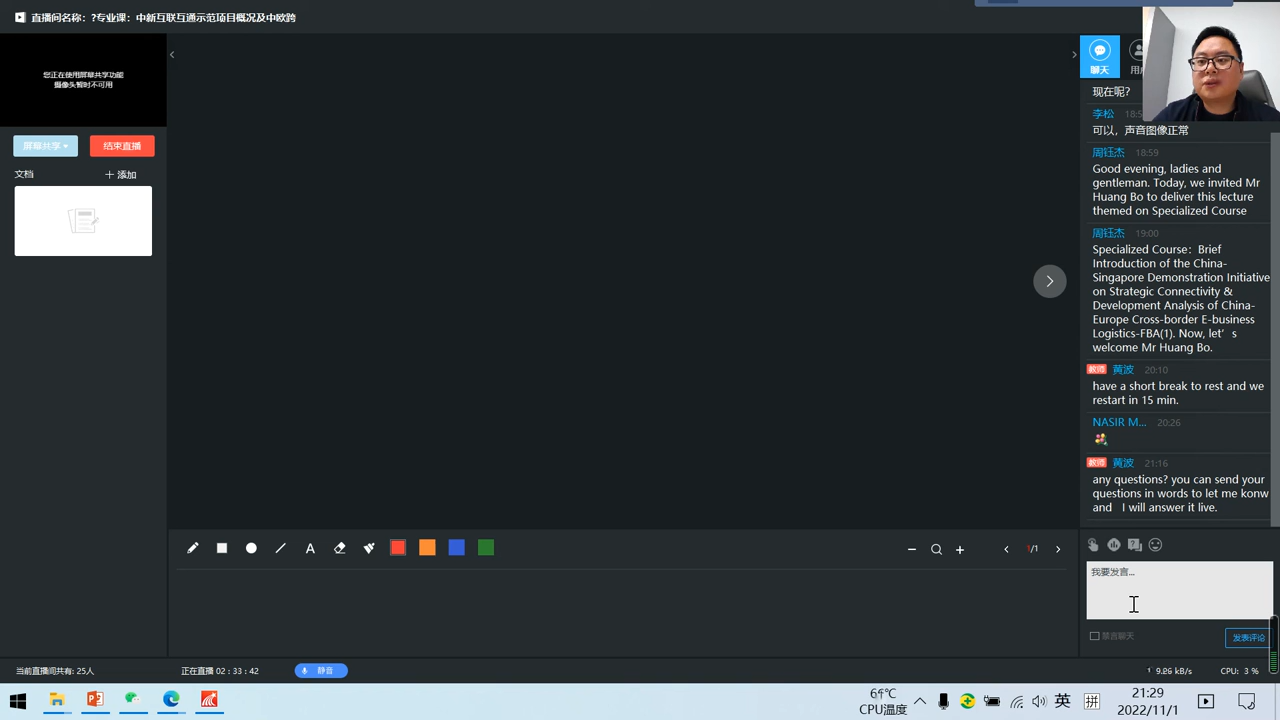 直播间名称：?专业课：中新互联互通示范项目概况及中欧跨
您正在使用屏幕共享功能
摄像头暂时不可用
屏幕共享
结束直播
文档
添加
聊天
用
现在呢?
李松 18:5
可以，声音图像正常
周钰杰 18:59
Good evening, ladies and
gentleman. Today, we invited Mr
Huang Bo to deliver this lecture
themed on Specialized Course
周钰杰 19:00
Specialized Course：Brief
Introduction of the China-
Singapore Demonstration Initiative
on Strategic Connectivity &
Development Analysis of China-
Europe Cross-border E-business
Logistics-FBA(1). Now, let' s
welcome Mr Huang Bo.
教师 黄波 20:10
have a short break to rest and we
restart in 15 min.
NASIR M... 20:26
教师 黄波 21:16
any questions? you can send your
questions in words to let me konw
and I will answer it live.
A
1/1
我要发言...
禁言聊天
发表评论
当前直播间共有: 25人
正在直播 02 : 33 : 42
静音
9.26 kB/s
CPU: 3 %
64℃
CPU温度
英
拼
21:29
2022/11/1